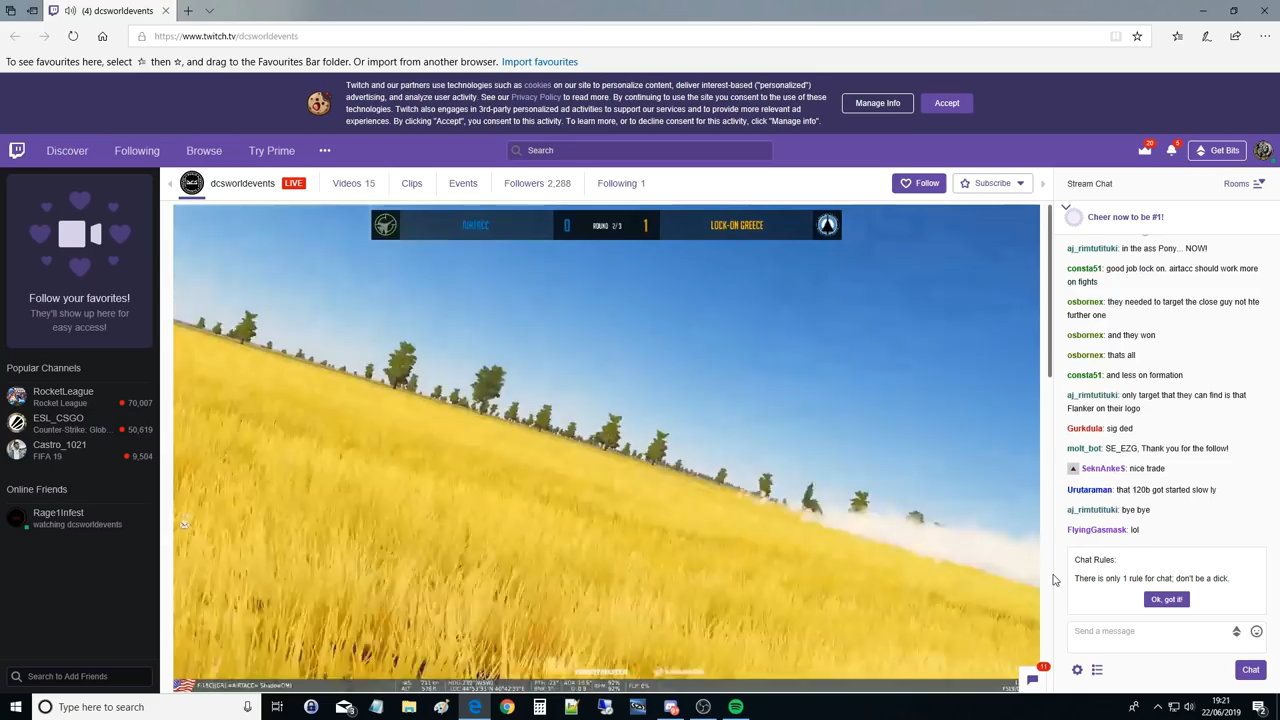 (4) dcsworldevents
https://www.twitch.tv/dcsworldevents
To see favourites here, select ☆ then ☆, and drag to the Favourites Bar folder. Or import from another browser. Import favourites
Twitch and our partners use technologies such as cookies on our site to personalize content, deliver interest-based ("personalized")
advertising, and analyze user activity. See our Privacy Policy to read more. By continuing to use the site you consent to the use of these
technologies. Twitch also engages in 3rd-party personalized ad activities to support our services and to provide more relevant ad
experiences. By clicking "Accept", you consent to this activity. To learn more, or to decline consent for this activity, click "Manage info".
Manage Info
Accept
Discover
Following
Browse
Try Prime
Search
20
6
Get Bits
dcsworldevents
LIVE
Videos 15
Clips
Events
Followers 2,288
Following 1
Follow
Subscribe
Stream Chat
Rooms
Follow your favorites!
They'll show up here for
easy access!
Popular Channels
RocketLeague
Rocket League
70,007
ESL_CSGO
Counter-Strike: Glob...
50,619
Castro_1021
FIFA 19
9,504
Online Friends
Rage1Infest
watching dcsworldevents
Search to Add Friends
0
ROUND 2/3
1
LOCK-ON GREECE
Cheer now to be #1!
aj_rimtutituki: in the ass Pony... NOW!
consta51: good job lock on. airtacc should work more
on fights
osbornex: they needed to target the close guy not hte
further one
osbornex: and they won
osbornex: thats all
consta51: and less on formation
aj_rimtutituki: only target that they can find is that
Flanker on their logo
Gurkdula: sig ded
molt_bot: SE_EZG, Thank you for the follow!
SeknAnkeS: nice trade
Urutaraman: that 120b got started slow ly
aj_rimtutituki: bye bye
FlyingGasmask: lol
Chat Rules:
There is only 1 rule for chat; don't be a dick.
Ok, got it!
Send a message
Chat
11
Type here to search
19:21
22/06/2019